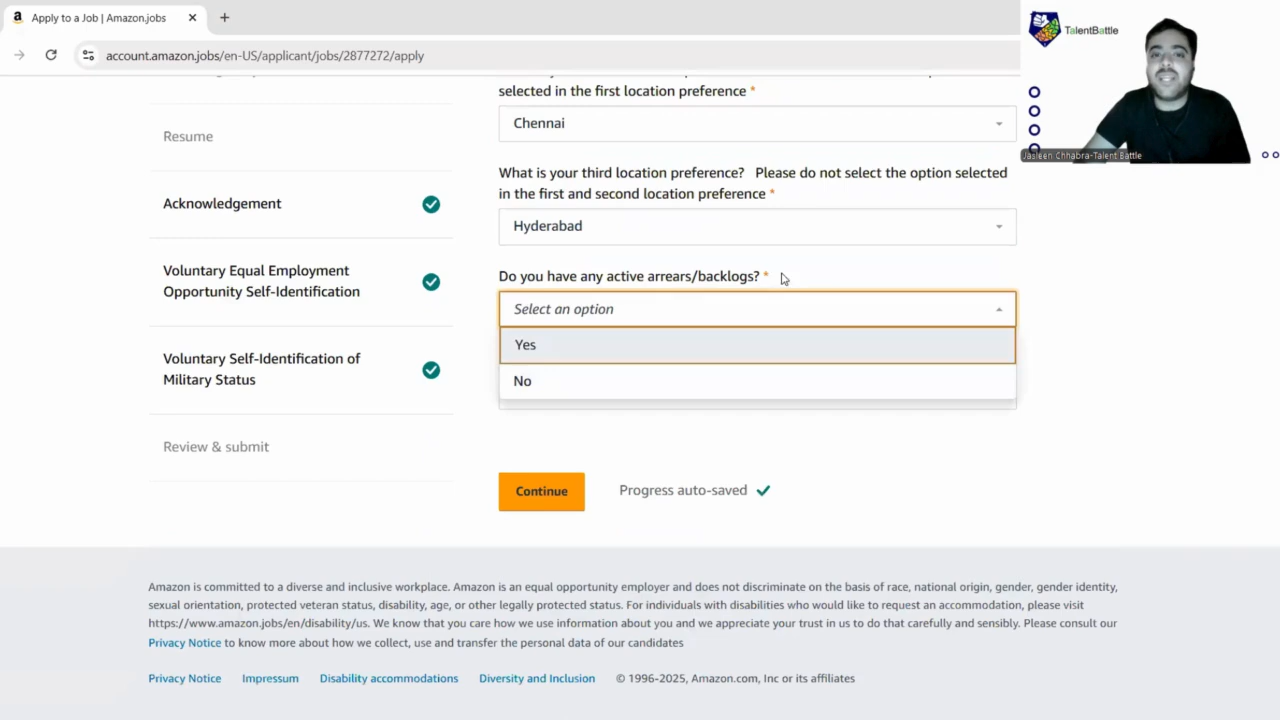 Apply to a Job | Amazon.jobs
account.amazon.jobs/en-US/applicant/jobs/2877272/apply
TalentBattle
Jasleen Chhabra-Talent Battle
selected in the first location preference *
Resume
Chennai
What is your third location preference? Please do not select the option selected
in the first and second location preference *
Acknowledgement
Hyderabad
Voluntary Equal Employment
Opportunity Self-Identification
Do you have any active arrears/backlogs? *
Select an option
Yes
No
Voluntary Self-Identification of
Military Status
Review & submit
Continue
Progress auto-saved
Amazon is committed to a diverse and inclusive workplace. Amazon is an equal opportunity employer and does not discriminate on the basis of race, national origin, gender, gender identity,
sexual orientation, protected veteran status, disability, age, or other legally protected status. For individuals with disabilities who would like to request an accommodation, please visit
https://www.amazon.jobs/en/disability/us. We know that you care how we use information about you and we appreciate your trust in us to do that carefully and sensibly. Please consult our
Privacy Notice to know more about how we collect, use and transfer the personal data of our candidates
Privacy Notice
Impressum
Disability accommodations
Diversity and Inclusion
© 1996-2025, Amazon.com, Inc or its affiliates